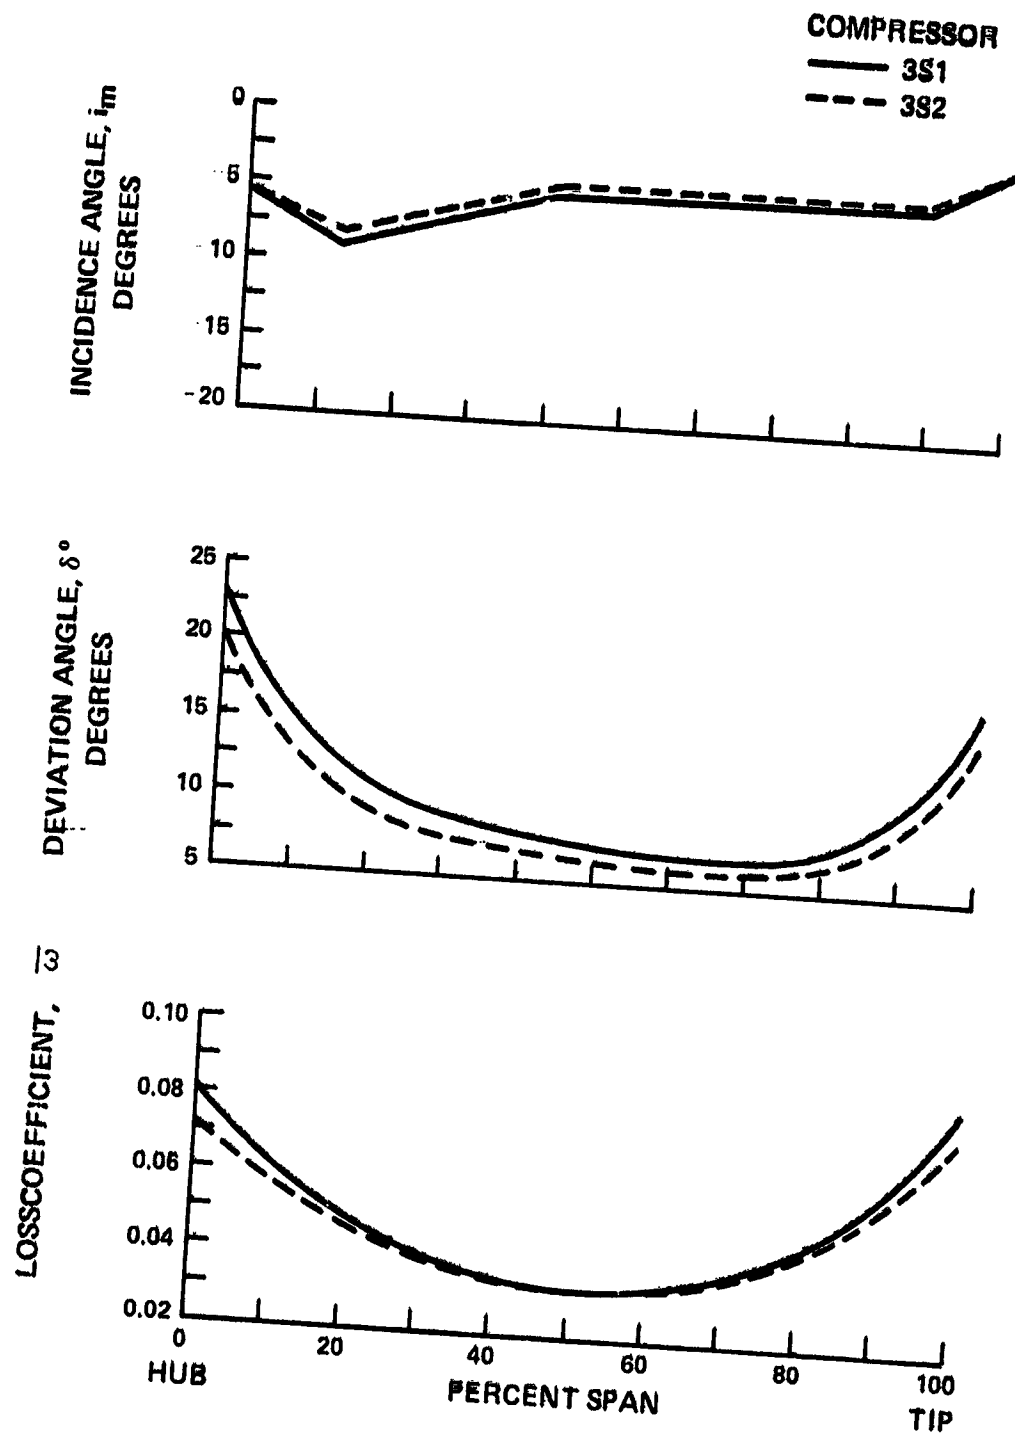 COMPRESSOR
3S1
3S2
INCIDENCE ANGLE, im
DEGREES
0
-5
-10
-15
-20
DEVIATION ANGLE, δ°
DEGREES
25
20
15
10
5
LOSSCOEFFICIENT, ω̅
0.10
0.08
0.06
0.04
0.02
0
20
40
60
80
100
HUB
PERCENT SPAN
TIP